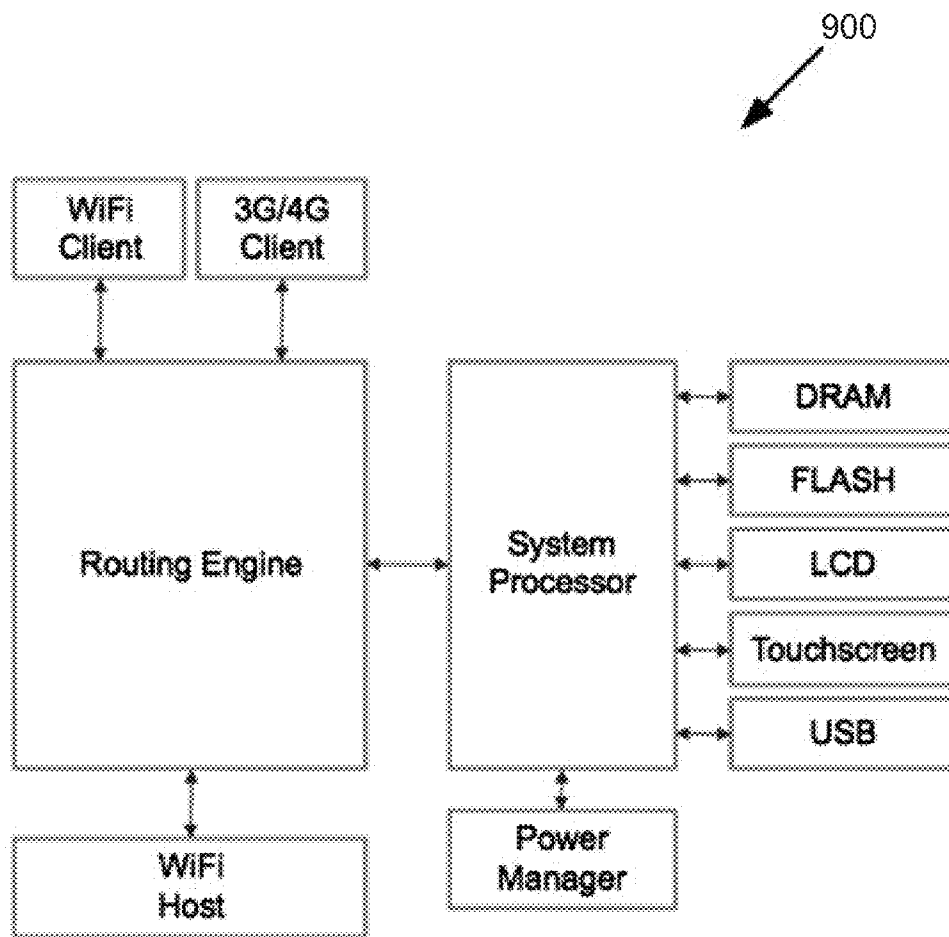 900
WiFi
Client
3G/4G
Client
Routing Engine
System
Processor
DRAM
FLASH
LCD
Touchscreen
USB
WiFi
Host
Power
Manager